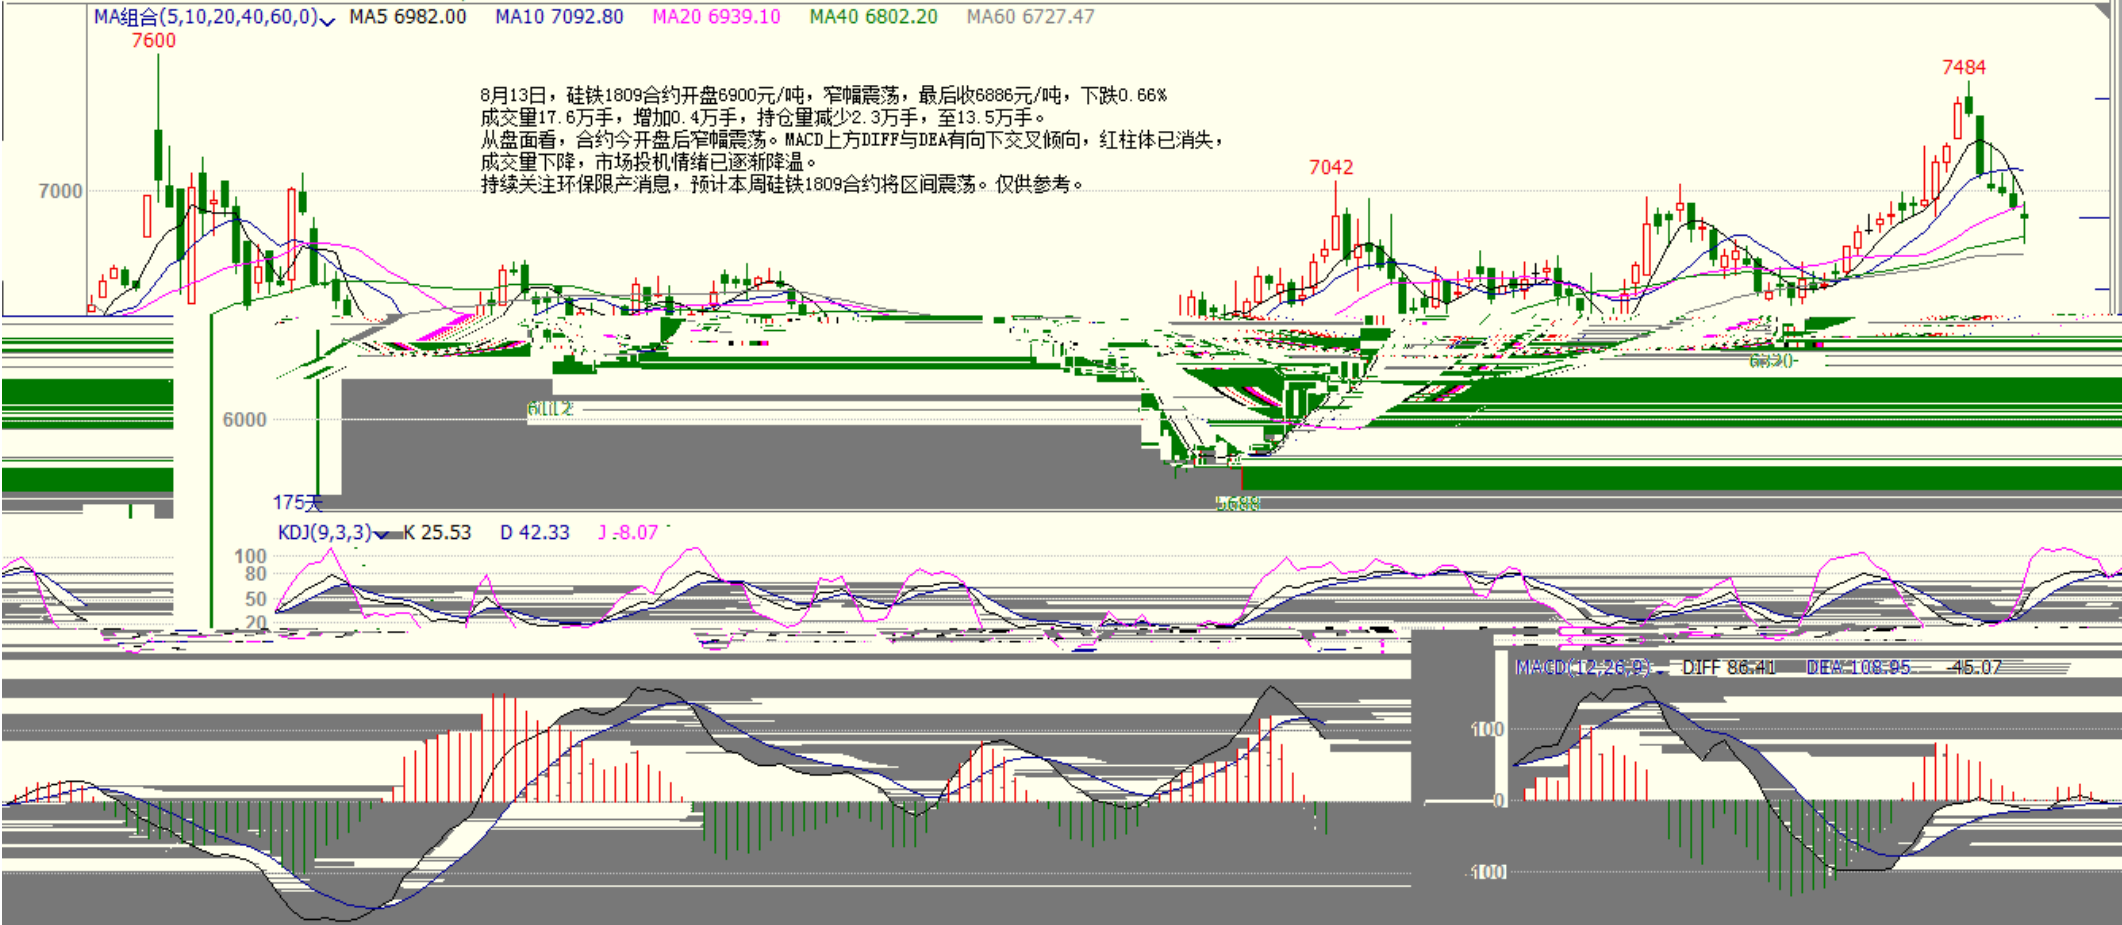 MA组合(5,10,20,40,60,0) MA5 6982.00 MA10 7092.80 MA20 6939.10 MA40 6802.20 MA60 6727.47
7600
7484
8月13日，硅铁1809合约开盘6900元/吨，窄幅震荡，最后收6886元/吨，下跌0.66%
成交量17.6万手，增加0.4万手，持仓量减少2.3万手，至13.5万手。
从盘面看，合约今开盘后窄幅震荡。MACD上方DIFF与DEA有向下交叉倾向，红柱体已消失，
成交量下降，市场投机情绪已逐渐降温。
持续关注环保限产消息，预计本周硅铁1809合约将区间震荡。仅供参考。
7042
7000
6112
6000
175天
KDJ(9,3,3) K 25.53 D 42.33 J -8.07
100
80
50
20
MACD(12,26,9) DIFF 86.41 DEA 108.95 -45.07
100
0
-100